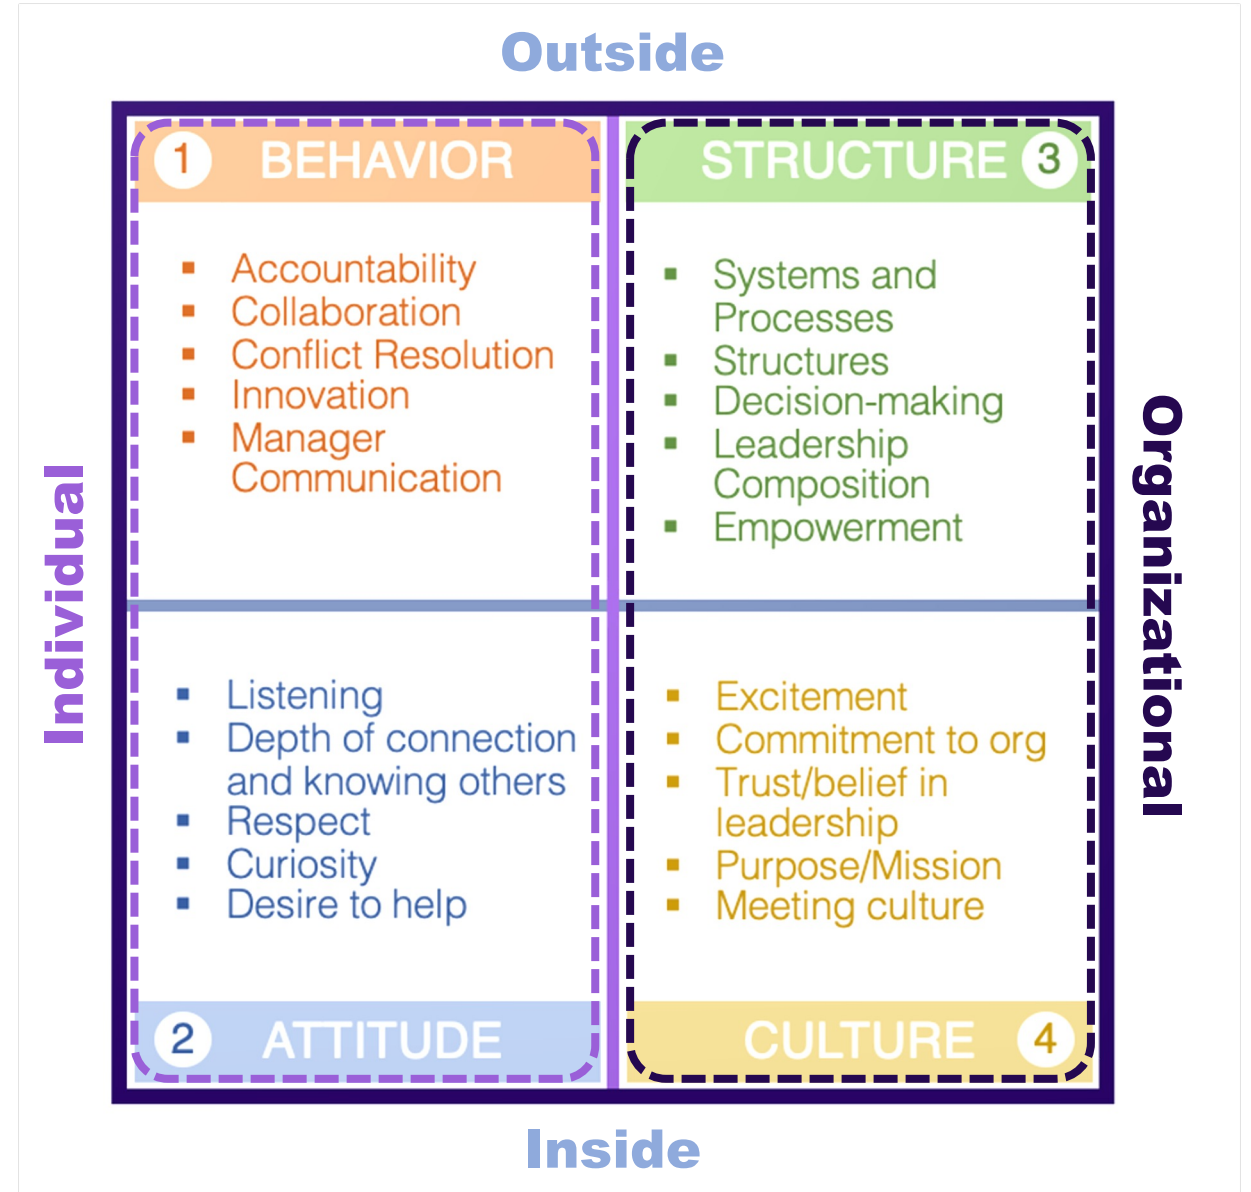 Outside
1 BEHAVIOR
▪ Accountability
▪ Collaboration
▪ Conflict Resolution
▪ Innovation
▪ Manager
Communication
STRUCTURE 3
▪ Systems and
Processes
▪ Structures
▪ Decision-making
▪ Leadership
Composition
▪ Empowerment
Individual
Organizational
▪ Listening
▪ Depth of connection
and knowing others
▪ Respect
▪ Curiosity
▪ Desire to help
2 ATTITUDE
▪ Excitement
▪ Commitment to org
▪ Trust/belief in
leadership
▪ Purpose/Mission
▪ Meeting culture
CULTURE 4
Inside